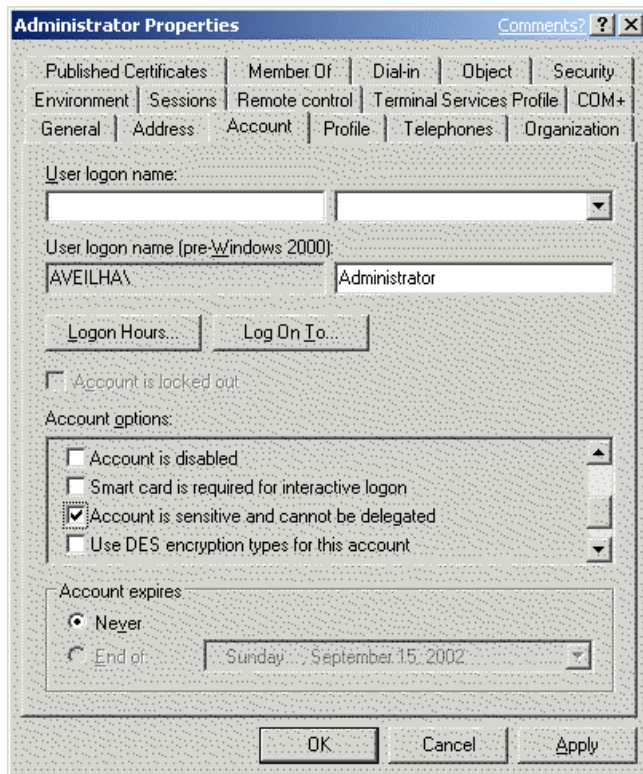 Administrator Properties Comments? ? X
Published Certificates Member Of Dial-in Object Security
Environment Sessions Remote control Terminal Services Profile COM+
General Address Account Profile Telephones Organization
User logon name:
User logon name (pre-Windows 2000):
AVEILHA\ Administrator
Logon Hours... Log On To...
Account is locked out
Account options:
Account is disabled
Smart card is required for interactive logon
Account is sensitive and cannot be delegated
Use DES encryption types for this account
Account expires
Never
End of: Sunday , September 15, 2002
OK Cancel Apply